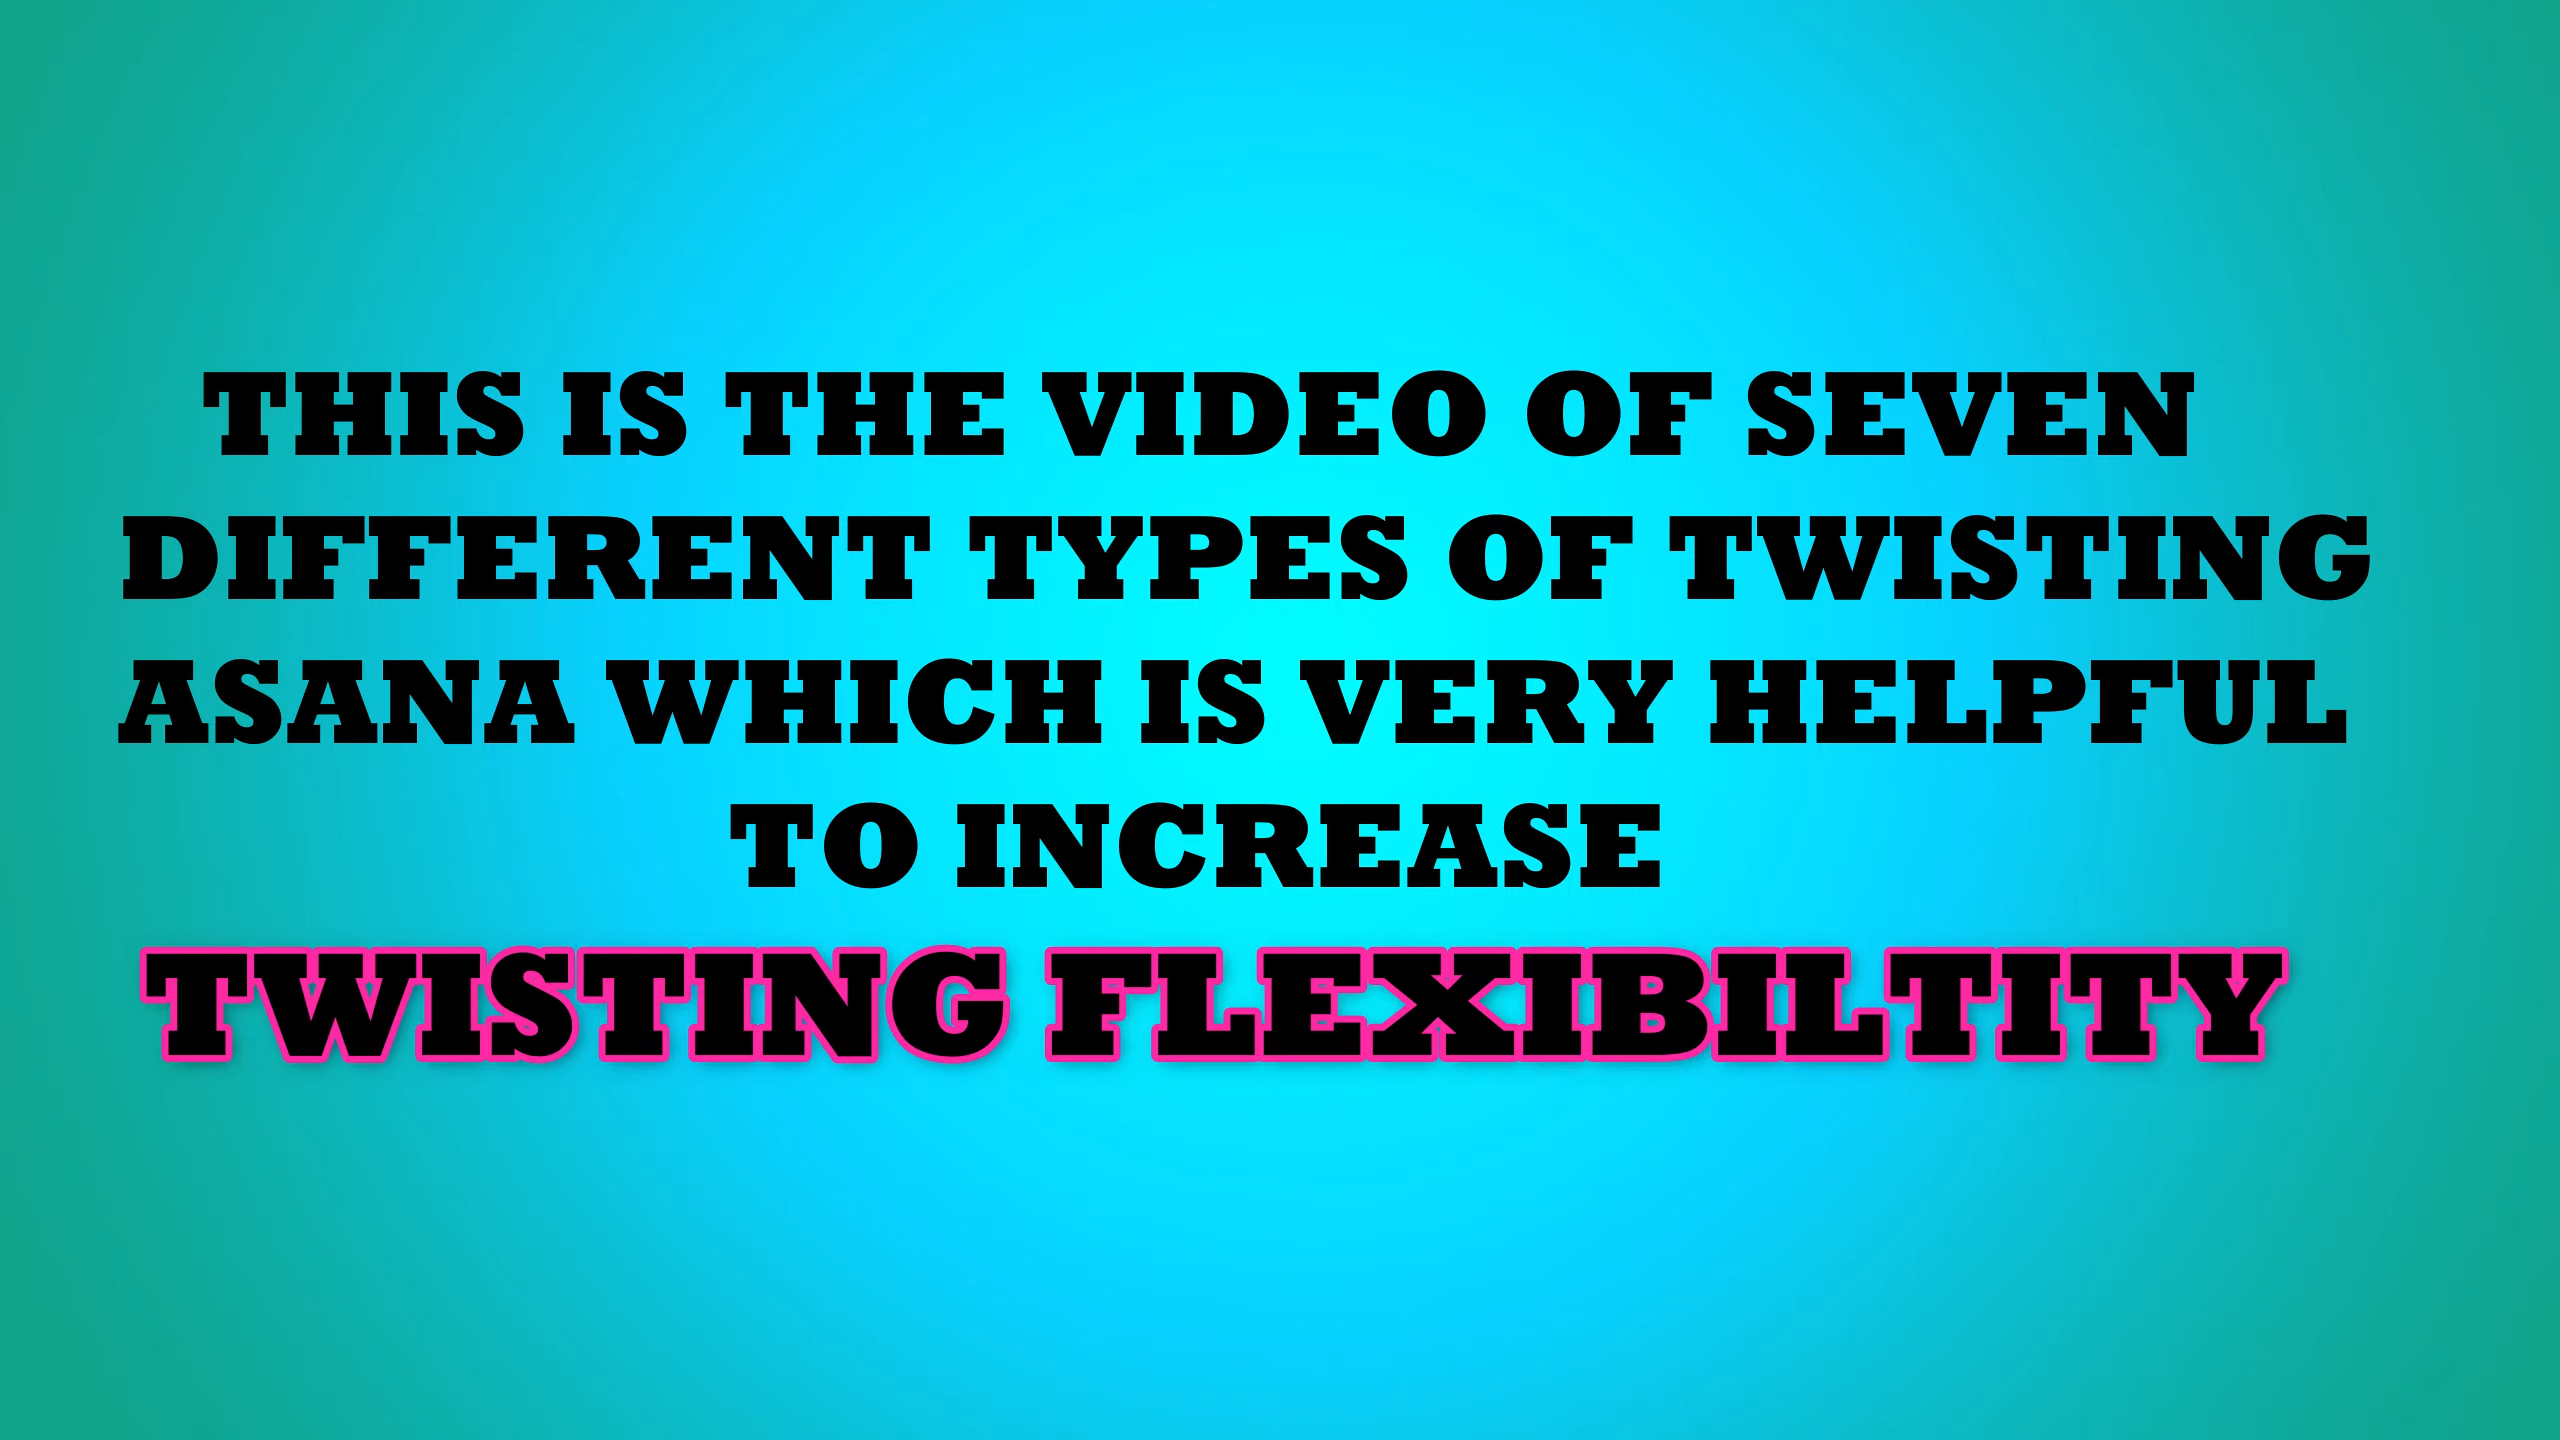 THIS IS THE VIDEO OF SEVEN
DIFFERENT TYPES OF TWISTING
ASANA WHICH IS VERY HELPFUL
TO INCREASE
TWISTING FLEXIBILTITY